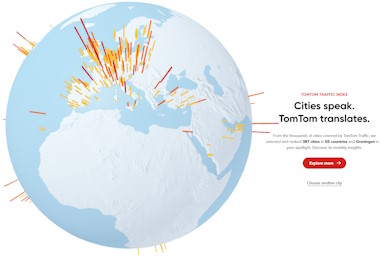 TOMTOM TRAFFIC INDEX
Cities speak.
TomTom translates.
From the thousands of cities covered by TomTom Traffic, we
selected and ranked 387 cities in 55 countries and Groningen in
your spotlight. Discover its mobility insights.
Explore more →
Choose another city